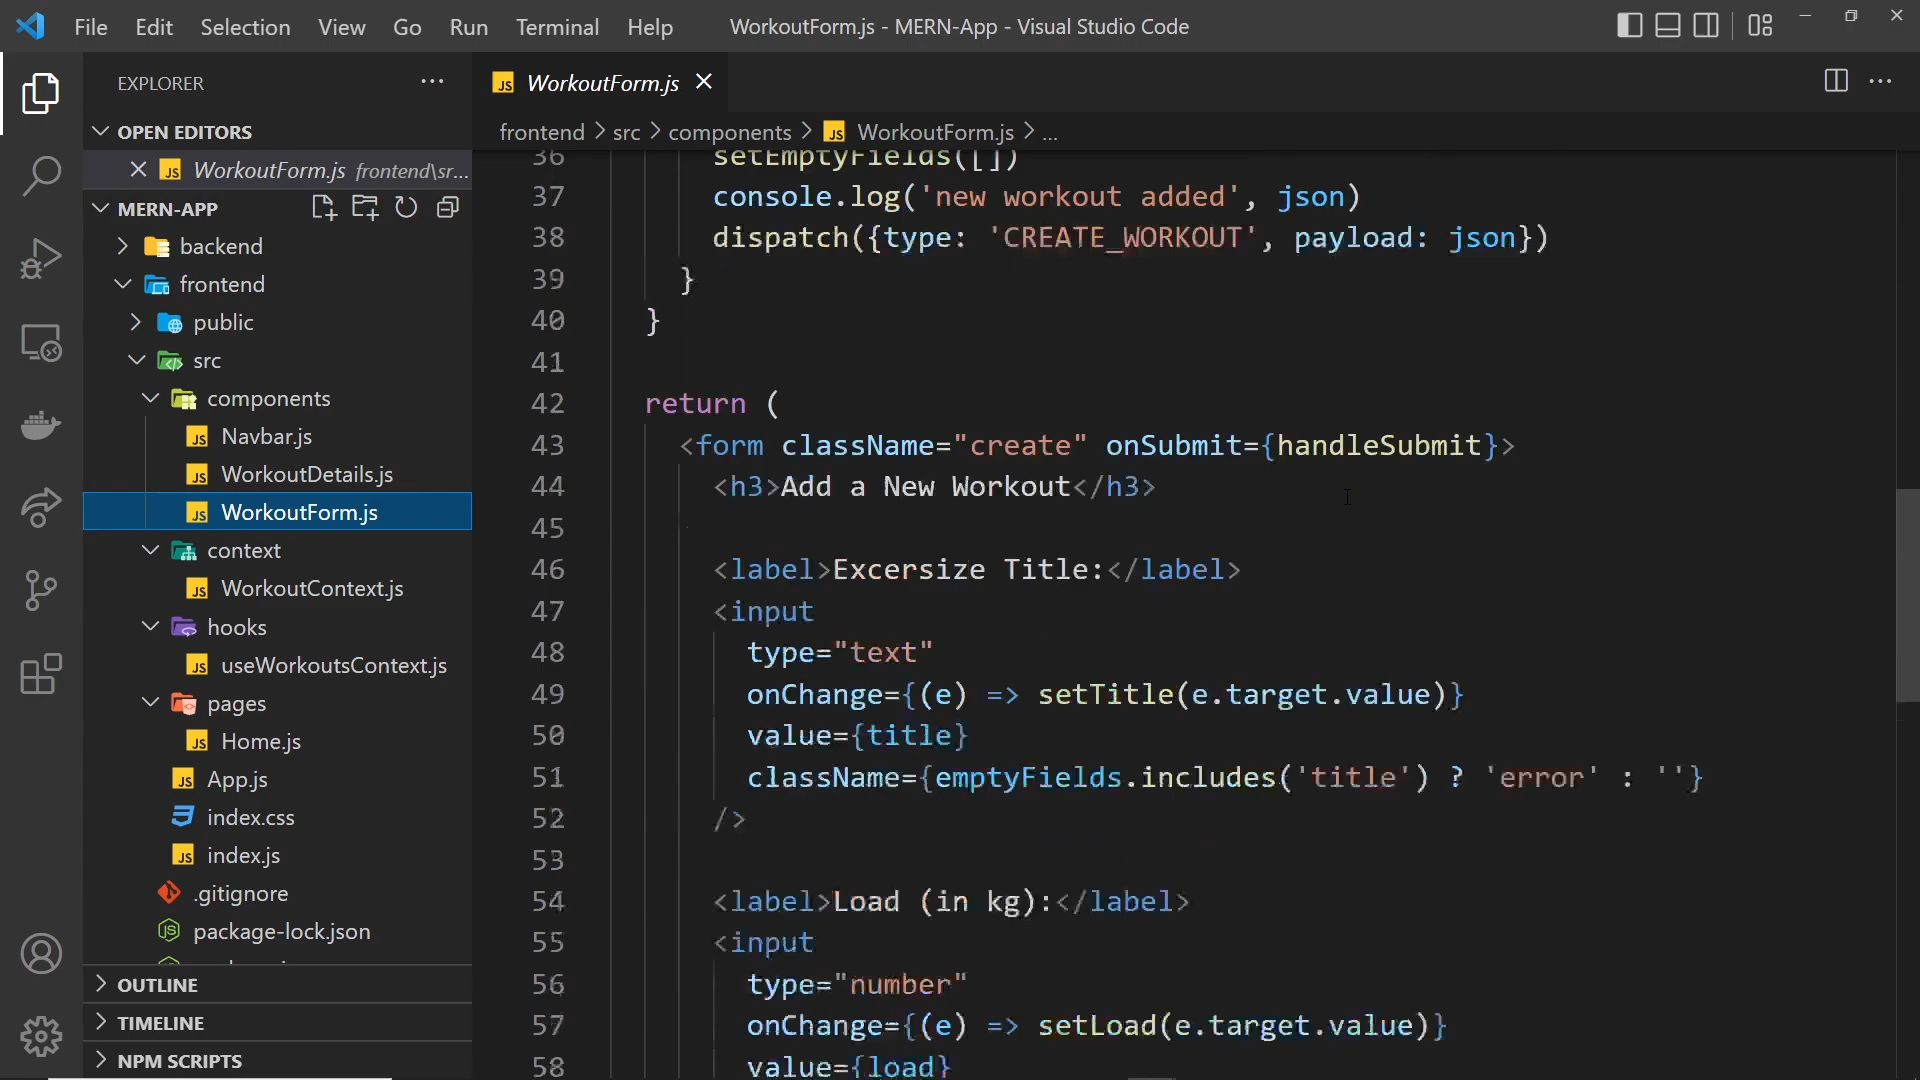 File Edit Selection View Go Run Terminal Help WorkoutForm.js - MERN-App - Visual Studio Code
EXPLORER
OPEN EDITORS
WorkoutForm.js frontend\sr...
MERN-APP
backend
frontend
public
src
components
Navbar.js
WorkoutDetails.js
WorkoutForm.js
context
WorkoutContext.js
hooks
useWorkoutsContext.js
pages
Home.js
App.js
index.css
index.js
.gitignore
package-lock.json
OUTLINE
TIMELINE
NPM SCRIPTS
WorkoutForm.js
frontend > src > components > WorkoutForm.js > ...
36 setEmptyFields([])
37 console.log('new workout added', json)
38 dispatch({type: 'CREATE_WORKOUT', payload: json})
39 }
40 }
41
42 return (
43 <form className="create" onSubmit={handleSubmit}>
44 <h3>Add a New Workout</h3>
45
46 <label>Excersize Title:</label>
47 <input
48 type="text"
49 onChange={(e) => setTitle(e.target.value)}
50 value={title}
51 className={emptyFields.includes('title') ? 'error' : ''}
52 />
53
54 <label>Load (in kg):</label>
55 <input
56 type="number"
57 onChange={(e) => setLoad(e.target.value)}
58 value={load}